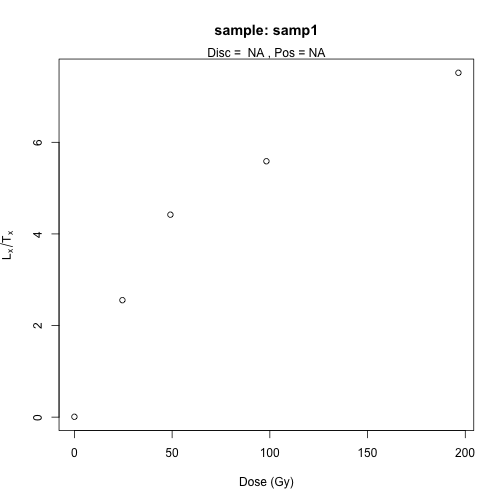 sample: samp1
Disc =  NA , Pos = NA
Lx/Tx
6
4
2
0
0 50 100 150 200
Dose (Gy)